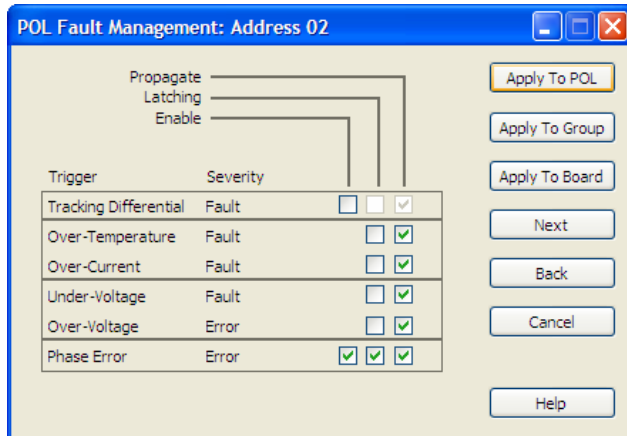 POL Fault Management: Address 02
Propagate
Latching
Enable
Trigger Severity
Tracking Differential Fault
Over-Temperature Fault
Over-Current Fault
Under-Voltage Fault
Over-Voltage Error
Phase Error Error
Apply To POL
Apply To Group
Apply To Board
Next
Back
Cancel
Help